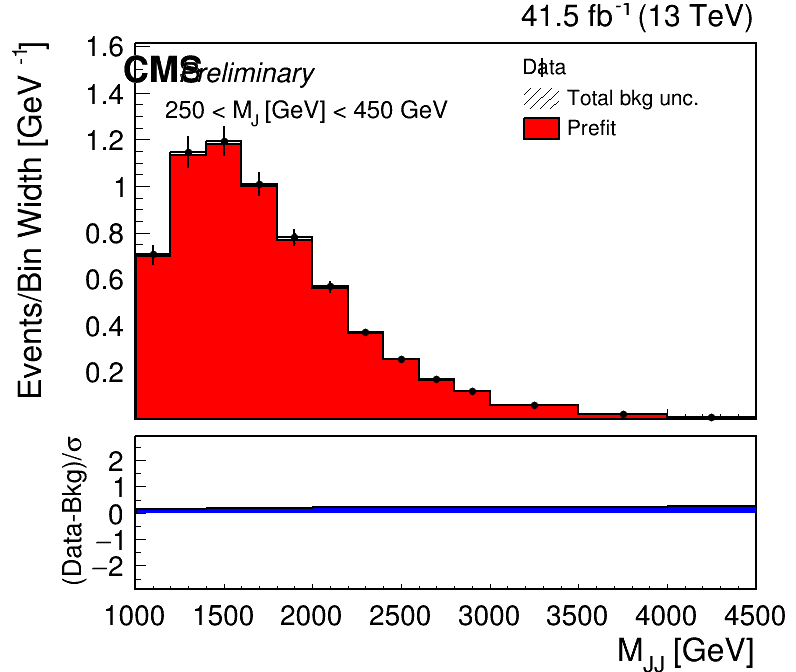 41.5 fb⁻¹ (13 TeV)
Events/Bin Width [GeV⁻¹]
CMS Preliminary
250 < M_J [GeV] < 450 GeV
Data
Total bkg unc.
Prefit
1.6
1.4
1.2
1
0.8
0.6
0.4
0.2
(Data-Bkg)/σ
2
1
0
−1
−2
1000 1500 2000 2500 3000 3500 4000 4500
M_JJ [GeV]